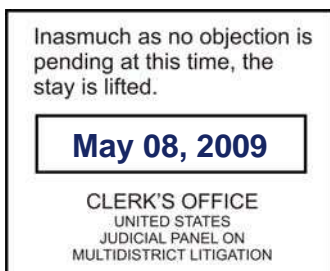 Inasmuch as no objection is
pending at this time, the
stay is lifted.
May 08, 2009
CLERK'S OFFICE
UNITED STATES
JUDICIAL PANEL ON
MULTIDISTRICT LITIGATION